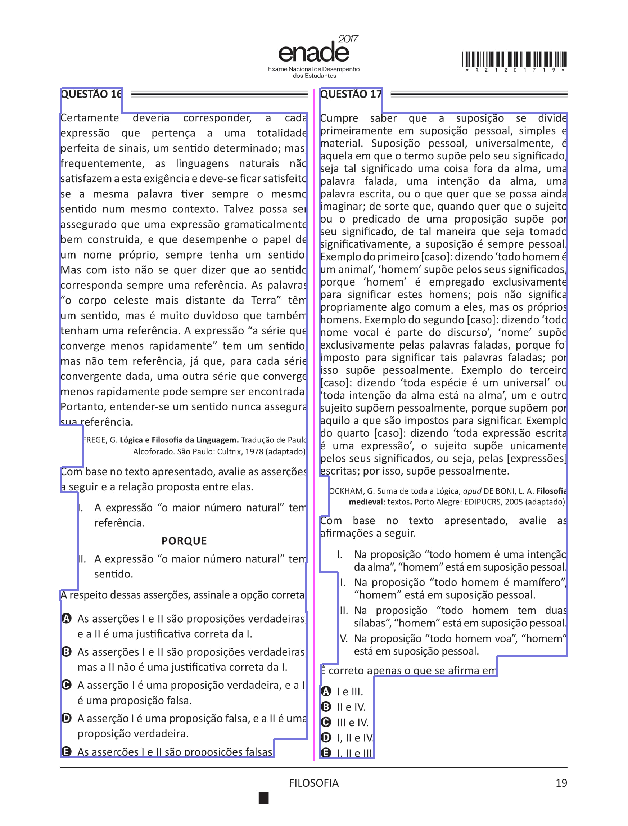 enade 2017
Exame Nacional de Desempenho
dos Estudantes
QUESTÃO 16
Certamente deveria corresponder, a cada
expressão que pertença a uma totalidade
perfeita de sinais, um sentido determinado; mas
frequentemente, as linguagens naturais não
satisfazem a esta exigência e deve-se ficar satisfeito
se a mesma palavra tiver sempre o mesmo
sentido num mesmo contexto. Talvez possa ser
assegurado que uma expressão gramaticalmente
bem construída, e que desempenhe o papel de
um nome próprio, sempre tenha um sentido
Mas com isto não se quer dizer que ao sentido
corresponda sempre uma referência. As palavras
“o corpo celeste mais distante da Terra” têm
um sentido, mas é muito duvidoso que também
tenham uma referência. A expressão “a série que
converge menos rapidamente” tem um sentido
mas não tem referência, já que, para cada série
convergente dada, uma outra série que converge
menos rapidamente pode sempre ser encontrada
Portanto, entender-se um sentido nunca assegura
sua referência.
FREGE, G. Lógica e Filosofia da Linguagem. Tradução de Paulo
Alcoforado. São Paulo: Cultrix, 1978 (adaptado)
Com base no texto apresentado, avalie as asserções
a seguir e a relação proposta entre elas.
I. A expressão “o maior número natural” tem
referência.
PORQUE
II. A expressão “o maior número natural” tem
sentido.
A respeito dessas asserções, assinale a opção correta
A As asserções I e II são proposições verdadeiras
e a II é uma justificativa correta da I.
B As asserções I e II são proposições verdadeiras
mas a II não é uma justificativa correta da I.
C A asserção I é uma proposição verdadeira, e a I
é uma proposição falsa.
D A asserção I é uma proposição falsa, e a II é uma
proposição verdadeira.
E As asserções I e II são proposições falsas
QUESTÃO 17
Cumpre saber que a suposição se divide
primeiramente em suposição pessoal, simples e
material. Suposição pessoal, universalmente, é
aquela em que o termo supõe pelo seu significado,
seja tal significado uma coisa fora da alma, uma
palavra falada, uma intenção da alma, uma
palavra escrita, ou o que quer que se possa ainda
imaginar; de sorte que, quando quer que o sujeito
ou o predicado de uma proposição supõe por
seu significado, de tal maneira que seja tomado
significativamente, a suposição é sempre pessoal.
Exemplo do primeiro [caso]: dizendo ‘todo homem é
um animal’, ‘homem’ supõe pelos seus significados,
porque ‘homem’ é empregado exclusivamente
para significar estes homens; pois não significa
propriamente algo comum a eles, mas os próprios
homens. Exemplo do segundo [caso]: dizendo ‘todo
nome vocal é parte do discurso’, ‘nome’ supõe
exclusivamente pelas palavras faladas, porque foi
imposto para significar tais palavras faladas; por
isso supõe pessoalmente. Exemplo do terceiro
[caso]: dizendo ‘toda espécie é um universal’ ou
‘toda intenção da alma está na alma’, um e outro
sujeito supõem pessoalmente, porque supõem por
aquilo a que são impostos para significar. Exemplo
do quarto [caso]: dizendo ‘toda expressão escrita
é uma expressão’, o sujeito supõe unicamente
pelos seus significados, ou seja, pelas [expressões]
escritas; por isso, supõe pessoalmente.
OCKHAM, G. Suma de toda a Lógica, apud DE BONI, L. A. Filosofia
medieval: textos. Porto Alegre: EDIPUCRS, 2005 (adaptado)
Com base no texto apresentado, avalie as
afirmações a seguir.
I. Na proposição “todo homem é uma intenção
da alma”, “homem” está em suposição pessoal.
I. Na proposição “todo homem é mamífero”,
“homem” está em suposição pessoal.
II. Na proposição “todo homem tem duas
sílabas”, “homem” está em suposição pessoal.
V. Na proposição “todo homem voa”, “homem”
está em suposição pessoal.
É correto apenas o que se afirma em
A I e III.
B II e IV.
C III e IV.
D I, II e IV.
E I, II e III.
FILOSOFIA
19